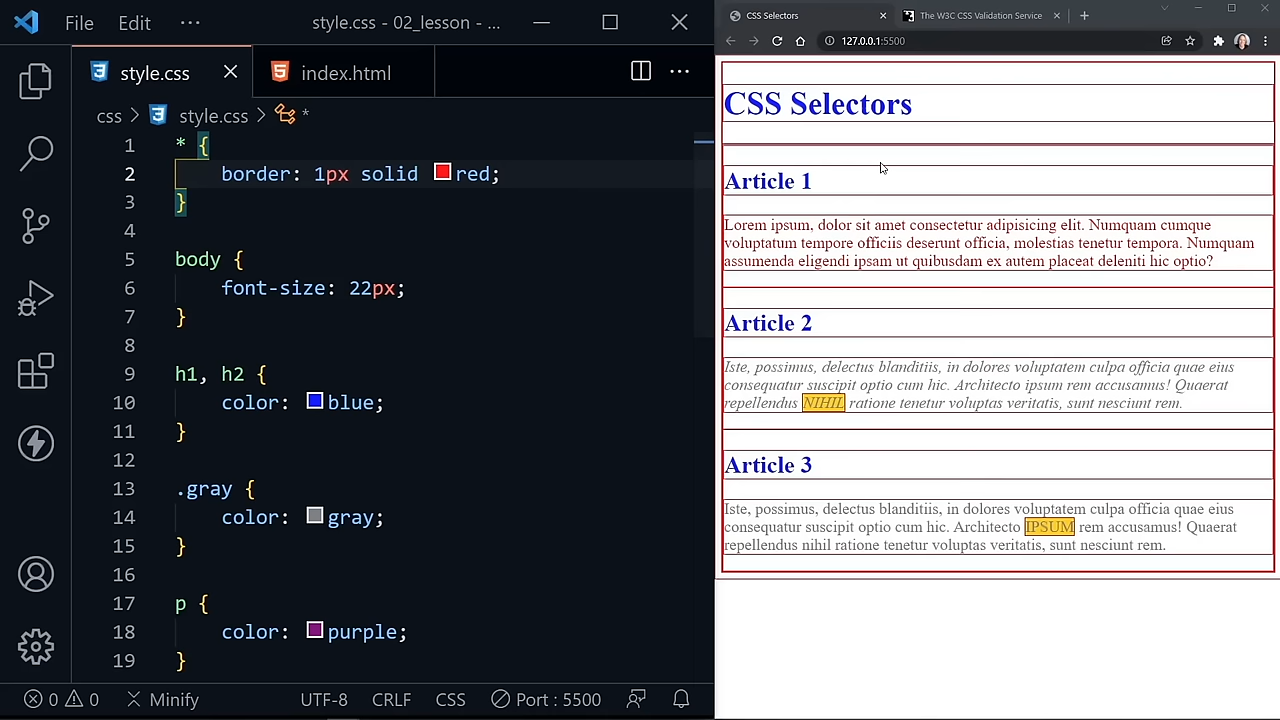 File Edit ··· style.css - 02_lesson - ...
style.css index.html ···
css > style.css > *
1 * {
2 border: 1px solid red;
3 }
4
5 body {
6 font-size: 22px;
7 }
8
9 h1, h2 {
10 color: blue;
11 }
12
13 .gray {
14 color: gray;
15 }
16
17 p {
18 color: purple;
19 }
0 0 Minify UTF-8 CRLF CSS Port : 5500
CSS Selectors The W3C CSS Validation Service
127.0.0.1:5500
CSS Selectors
Article 1
Lorem ipsum, dolor sit amet consectetur adipisicing elit. Numquam cumque
voluptatum tempore officiis deserunt officia, molestias tenetur tempora. Numquam
assumenda eligendi ipsam ut quibusdam ex autem placeat deleniti hic optio?
Article 2
Iste, possimus, delectus blanditiis, in dolores voluptatem culpa officia quae eius
consequatur suscipit optio cum hic. Architecto ipsum rem accusamus! Quaerat
repellendus NIHIL ratione tenetur voluptas veritatis, sunt nesciunt rem.
Article 3
Iste, possimus, delectus blanditiis, in dolores voluptatem culpa officia quae eius
consequatur suscipit optio cum hic. Architecto IPSUM rem accusamus! Quaerat
repellendus nihil ratione tenetur voluptas veritatis, sunt nesciunt rem.